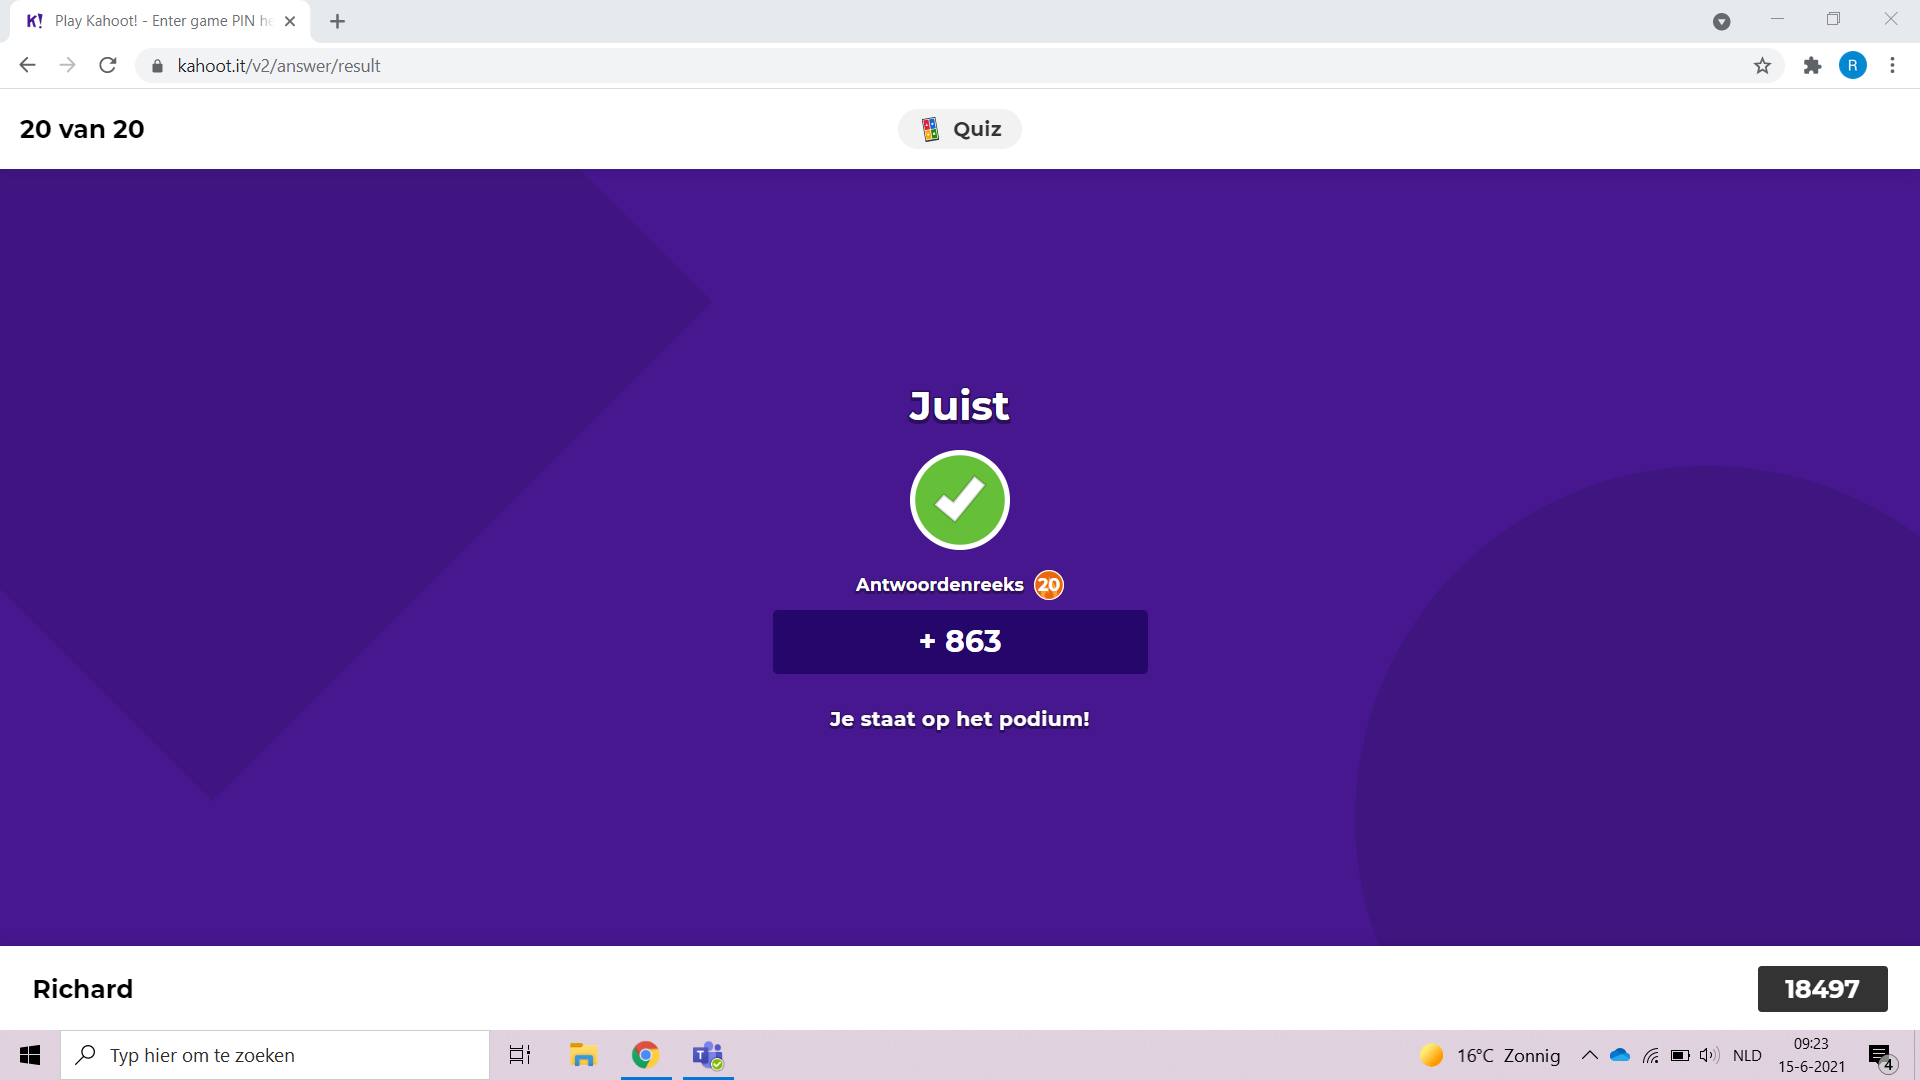 K! Play Kahoot! - Enter game PIN he
kahoot.it/v2/answer/result
R
20 van 20
Quiz
Juist
Antwoordenreeks 20
+ 863
Je staat op het podium!
Richard
18497
Typ hier om te zoeken
T
16°C Zonnig
NLD
09:23
15-6-2021
4